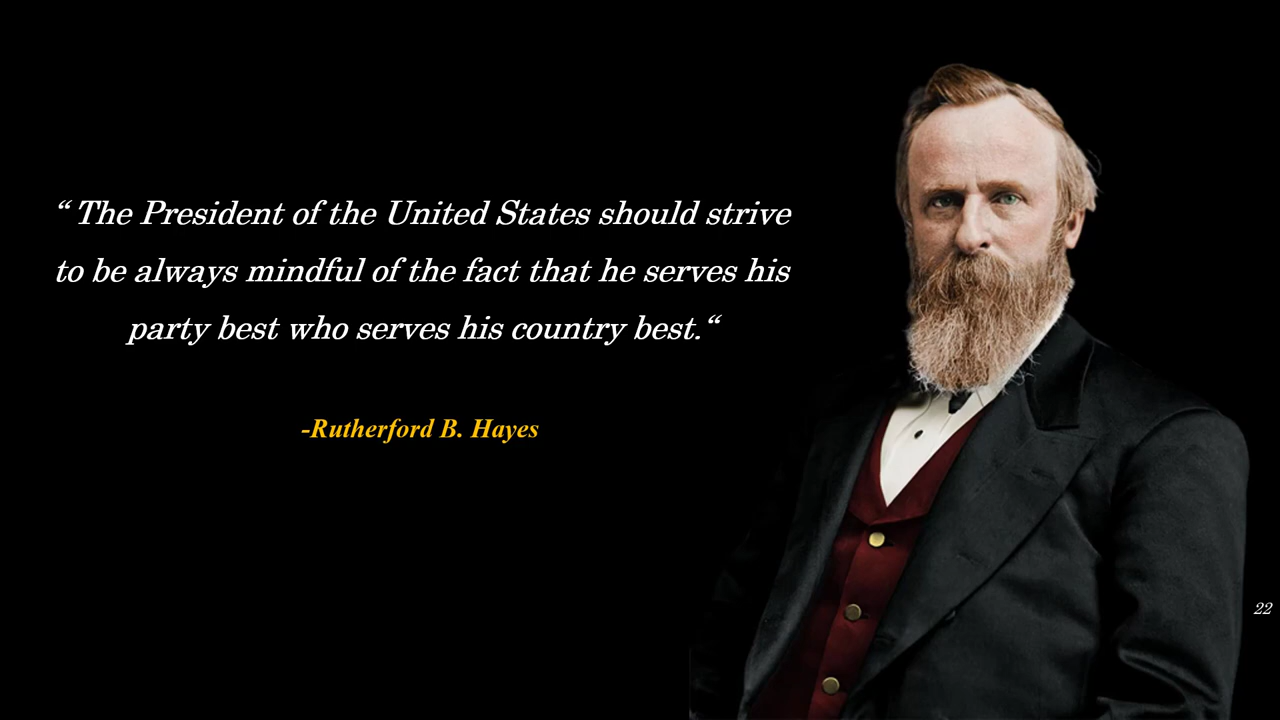 “ The President of the United States should strive
to be always mindful of the fact that he serves his
party best who serves his country best.“
-Rutherford B. Hayes
22